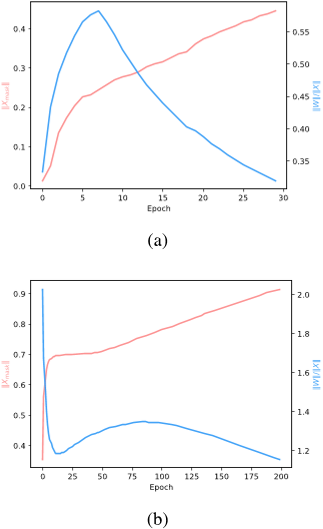 0.4
0.3
0.2
0.1
0.0
‖X_mask‖
0.55
0.50
0.45
0.40
0.35
‖W‖/‖X‖
0 5 10 15 20 25 30
Epoch
(a)
0.9
0.8
0.7
0.6
0.5
0.4
‖X_mask‖
2.0
1.8
1.6
1.4
1.2
‖W‖/‖X‖
0 25 50 75 100 125 150 175 200
Epoch
(b)